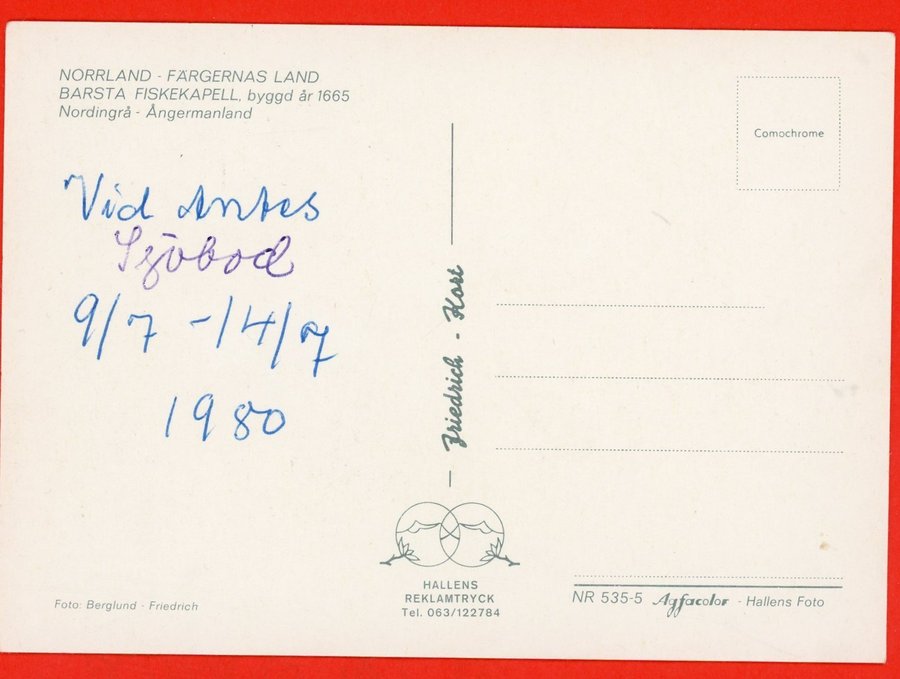 NORRLAND - FÄRGERNAS LAND
BARSTA FISKEKAPELL, byggd år 1665
Nordingrå - Ångermanland
Comochrome
Vid Antes
Sjöbod
9/7 - 14/7
1980
Friedrich - Kort
HALLENS
REKLAMTRYCK
Tel. 063/122784
Foto: Berglund - Friedrich
NR 535-5 Agfacolor - Hallens Foto